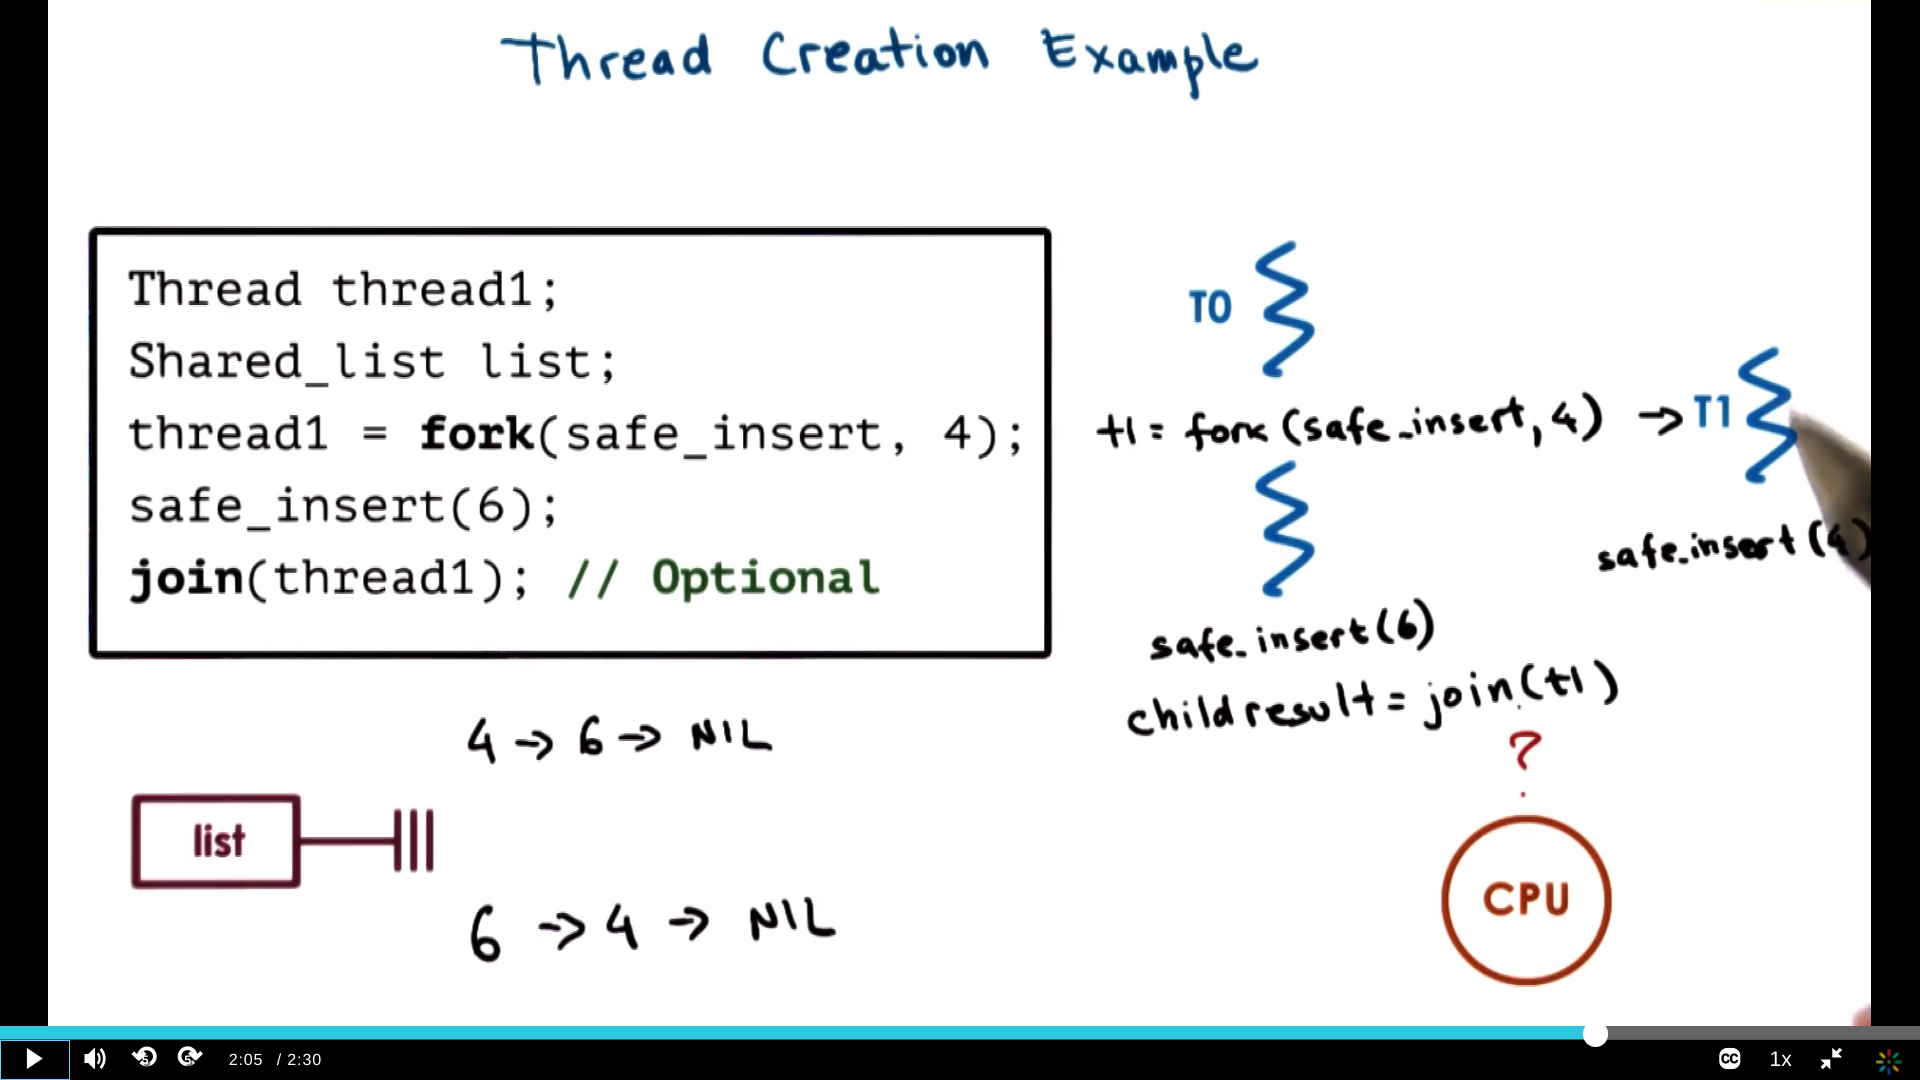 Thread Creation Example
Thread thread1;
Shared_list list;
thread1 = fork(safe_insert, 4);
safe_insert(6);
join(thread1); // Optional
T0
t1 = fork (safe_insert, 4) → T1
safe_insert (4)
safe_insert(6)
child result = join(t1)
?
CPU
4 → 6 → NIL
list
6 → 4 → NIL
2:05 / 2:30
CC
1x